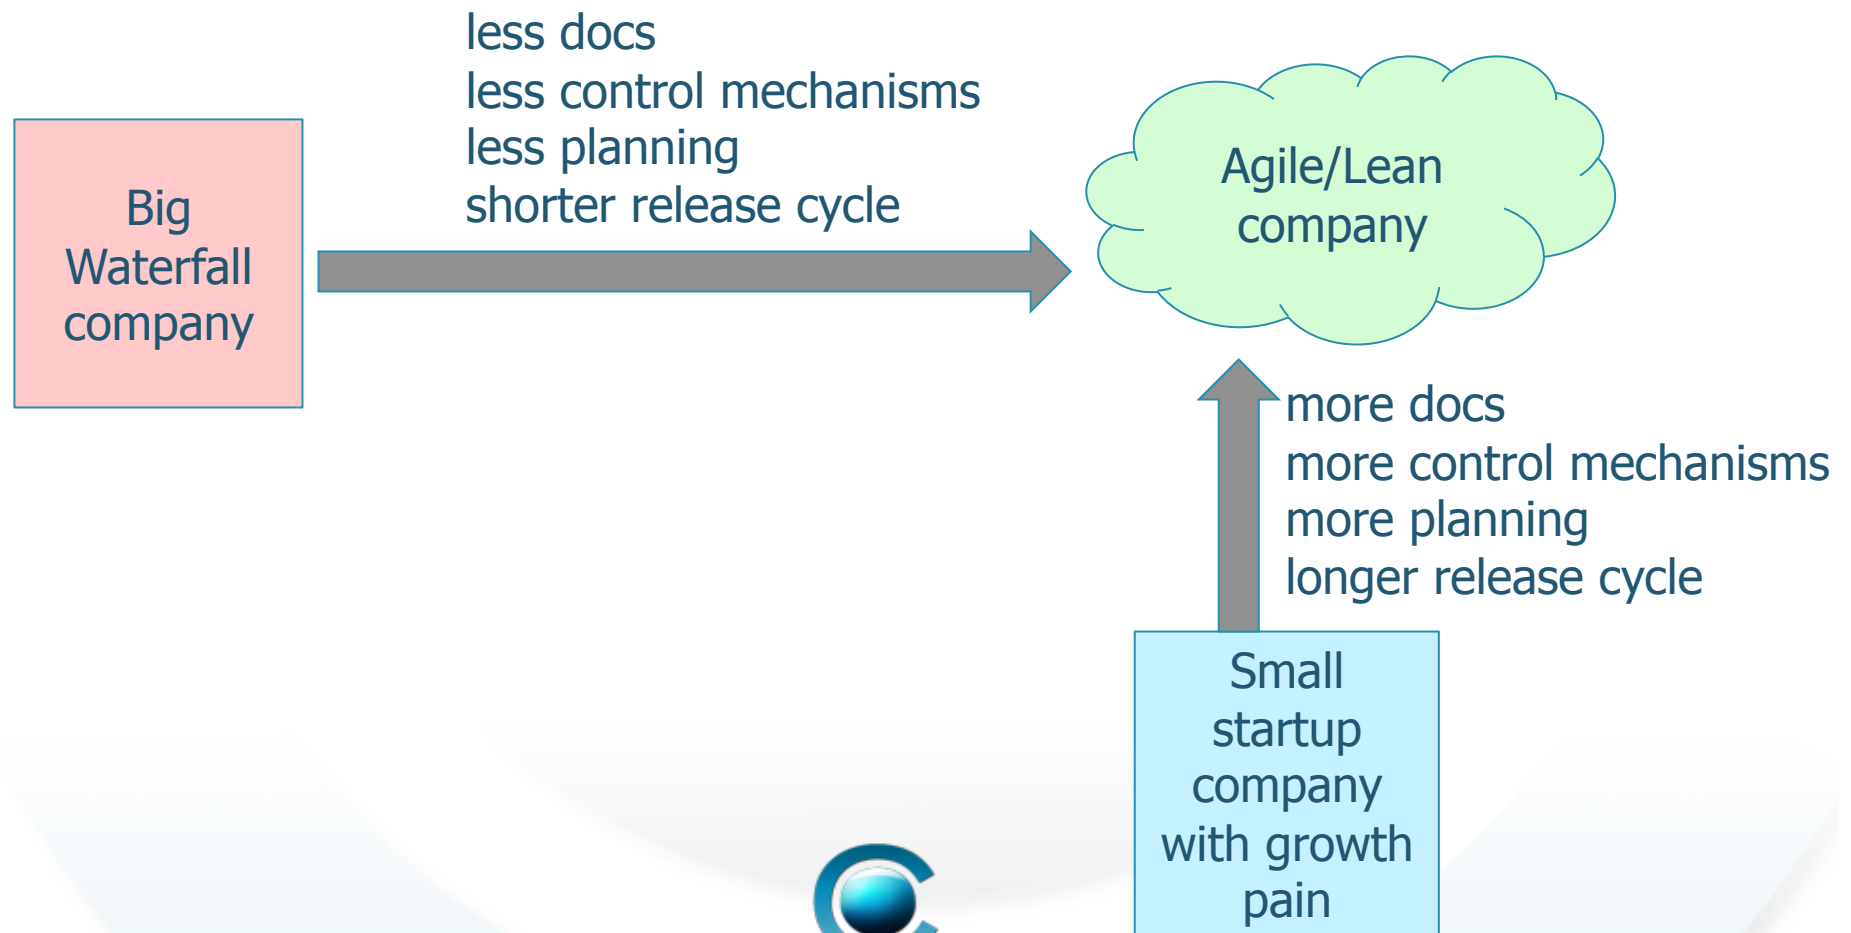 less docs
less control mechanisms
less planning
shorter release cycle
Big
Waterfall
company
Agile/Lean
company
more docs
more control mechanisms
more planning
longer release cycle
Small
startup
company
with growth
pain